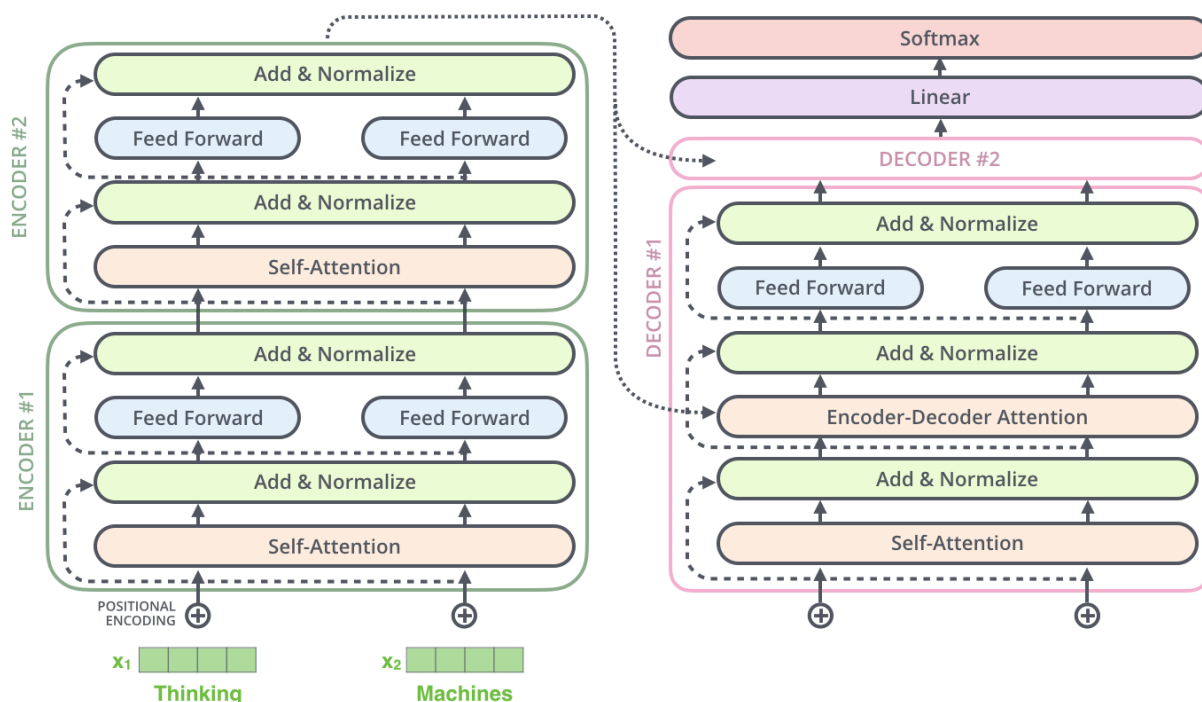 ENCODER #2
Add & Normalize
Feed Forward
Feed Forward
Add & Normalize
Self-Attention
ENCODER #1
Add & Normalize
Feed Forward
Feed Forward
Add & Normalize
Self-Attention
POSITIONAL
ENCODING
x₁
x₂
Thinking
Machines
Softmax
Linear
DECODER #2
DECODER #1
Add & Normalize
Feed Forward
Feed Forward
Add & Normalize
Encoder-Decoder Attention
Add & Normalize
Self-Attention